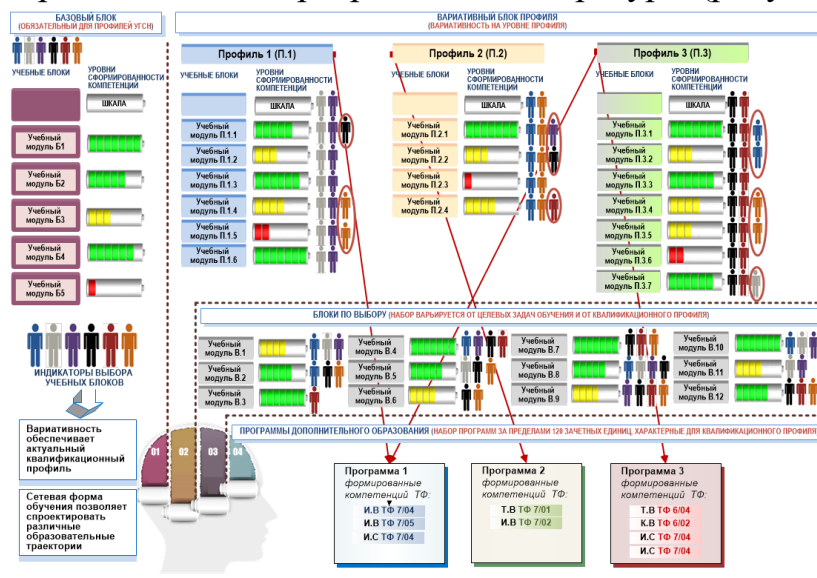 БАЗОВЫЙ БЛОК
(ОБЯЗАТЕЛЬНЫЙ ДЛЯ ПРОФИЛЕЙ УГСН)
УЧЕБНЫЕ БЛОКИ
УРОВНИ
СФОРМИРОВАННОСТИ
КОМПЕТЕНЦИИ
ШКАЛА
Учебный
модуль Б1
Учебный
модуль Б2
Учебный
модуль Б3
Учебный
модуль Б4
Учебный
модуль Б5
ИНДИКАТОРЫ ВЫБОРА
УЧЕБНЫХ БЛОКОВ
Вариативность
обеспечивает
актуальный
квалификационный
профиль
Сетевая форма
обучения позволяет
спроектировать
различные
образовательные
траектории
01
02
03
04
ВАРИАТИВНЫЙ БЛОК ПРОФИЛЯ
(ВАРИАТИВНОСТЬ НА УРОВНЕ ПРОФИЛЯ)
Профиль 1 (П.1)
УЧЕБНЫЕ БЛОКИ
УРОВНИ
СФОРМИРОВАННОСТИ
КОМПЕТЕНЦИИ
ШКАЛА
Учебный
модуль П.1.1
Учебный
модуль П.1.2
Учебный
модуль П.1.3
Учебный
модуль П.1.4
Учебный
модуль П.1.5
Учебный
модуль П.1.6
Профиль 2 (П.2)
УЧЕБНЫЕ БЛОКИ
УРОВНИ
СФОРМИРОВАННОСТИ
КОМПЕТЕНЦИИ
ШКАЛА
Учебный
модуль П.2.1
Учебный
модуль П.2.2
Учебный
модуль П.2.3
Учебный
модуль П.2.4
Профиль 3 (П.3)
УЧЕБНЫЕ БЛОКИ
УРОВНИ
СФОРМИРОВАННОСТИ
КОМПЕТЕНЦИИ
ШКАЛА
Учебный
модуль П.3.1
Учебный
модуль П.3.2
Учебный
модуль П.3.3
Учебный
модуль П.3.4
Учебный
модуль П.3.5
Учебный
модуль П.3.6
Учебный
модуль П.3.7
БЛОКИ ПО ВЫБОРУ (НАБОР ВАРЬИРУЕТСЯ ОТ ЦЕЛЕВЫХ ЗАДАЧ ОБУЧЕНИЯ И ОТ КВАЛИФИКАЦИОННОГО ПРОФИЛЯ)
Учебный
модуль В.1
Учебный
модуль В.2
Учебный
модуль В.3
Учебный
модуль В.4
Учебный
модуль В.5
Учебный
модуль В.6
Учебный
модуль В.7
Учебный
модуль В.8
Учебный
модуль В.9
Учебный
модуль В.10
Учебный
модуль В.11
Учебный
модуль В.12
ПРОГРАММЫ ДОПОЛНИТЕЛЬНОГО ОБРАЗОВАНИЯ (НАБОР ПРОГРАММ ЗА ПРЕДЕЛАМИ 120 ЗАЧЕТНЫХ ЕДИНИЦ, ХАРАКТЕРНЫЕ ДЛЯ КВАЛИФИКАЦИОННОГО ПРОФИЛЯ
Программа 1
формированные
компетенций ТФ:
И.В ТФ 7/04
И.В ТФ 7/05
И.С ТФ 7/04
Программа 2
формированные
компетенций ТФ:
Т.В ТФ 7/01
И.В ТФ 7/02
Программа 3
формированные
компетенций ТФ:
Т.В ТФ 6/04
К.В ТФ 6/02
И.С ТФ 7/04
И.С ТФ 7/04